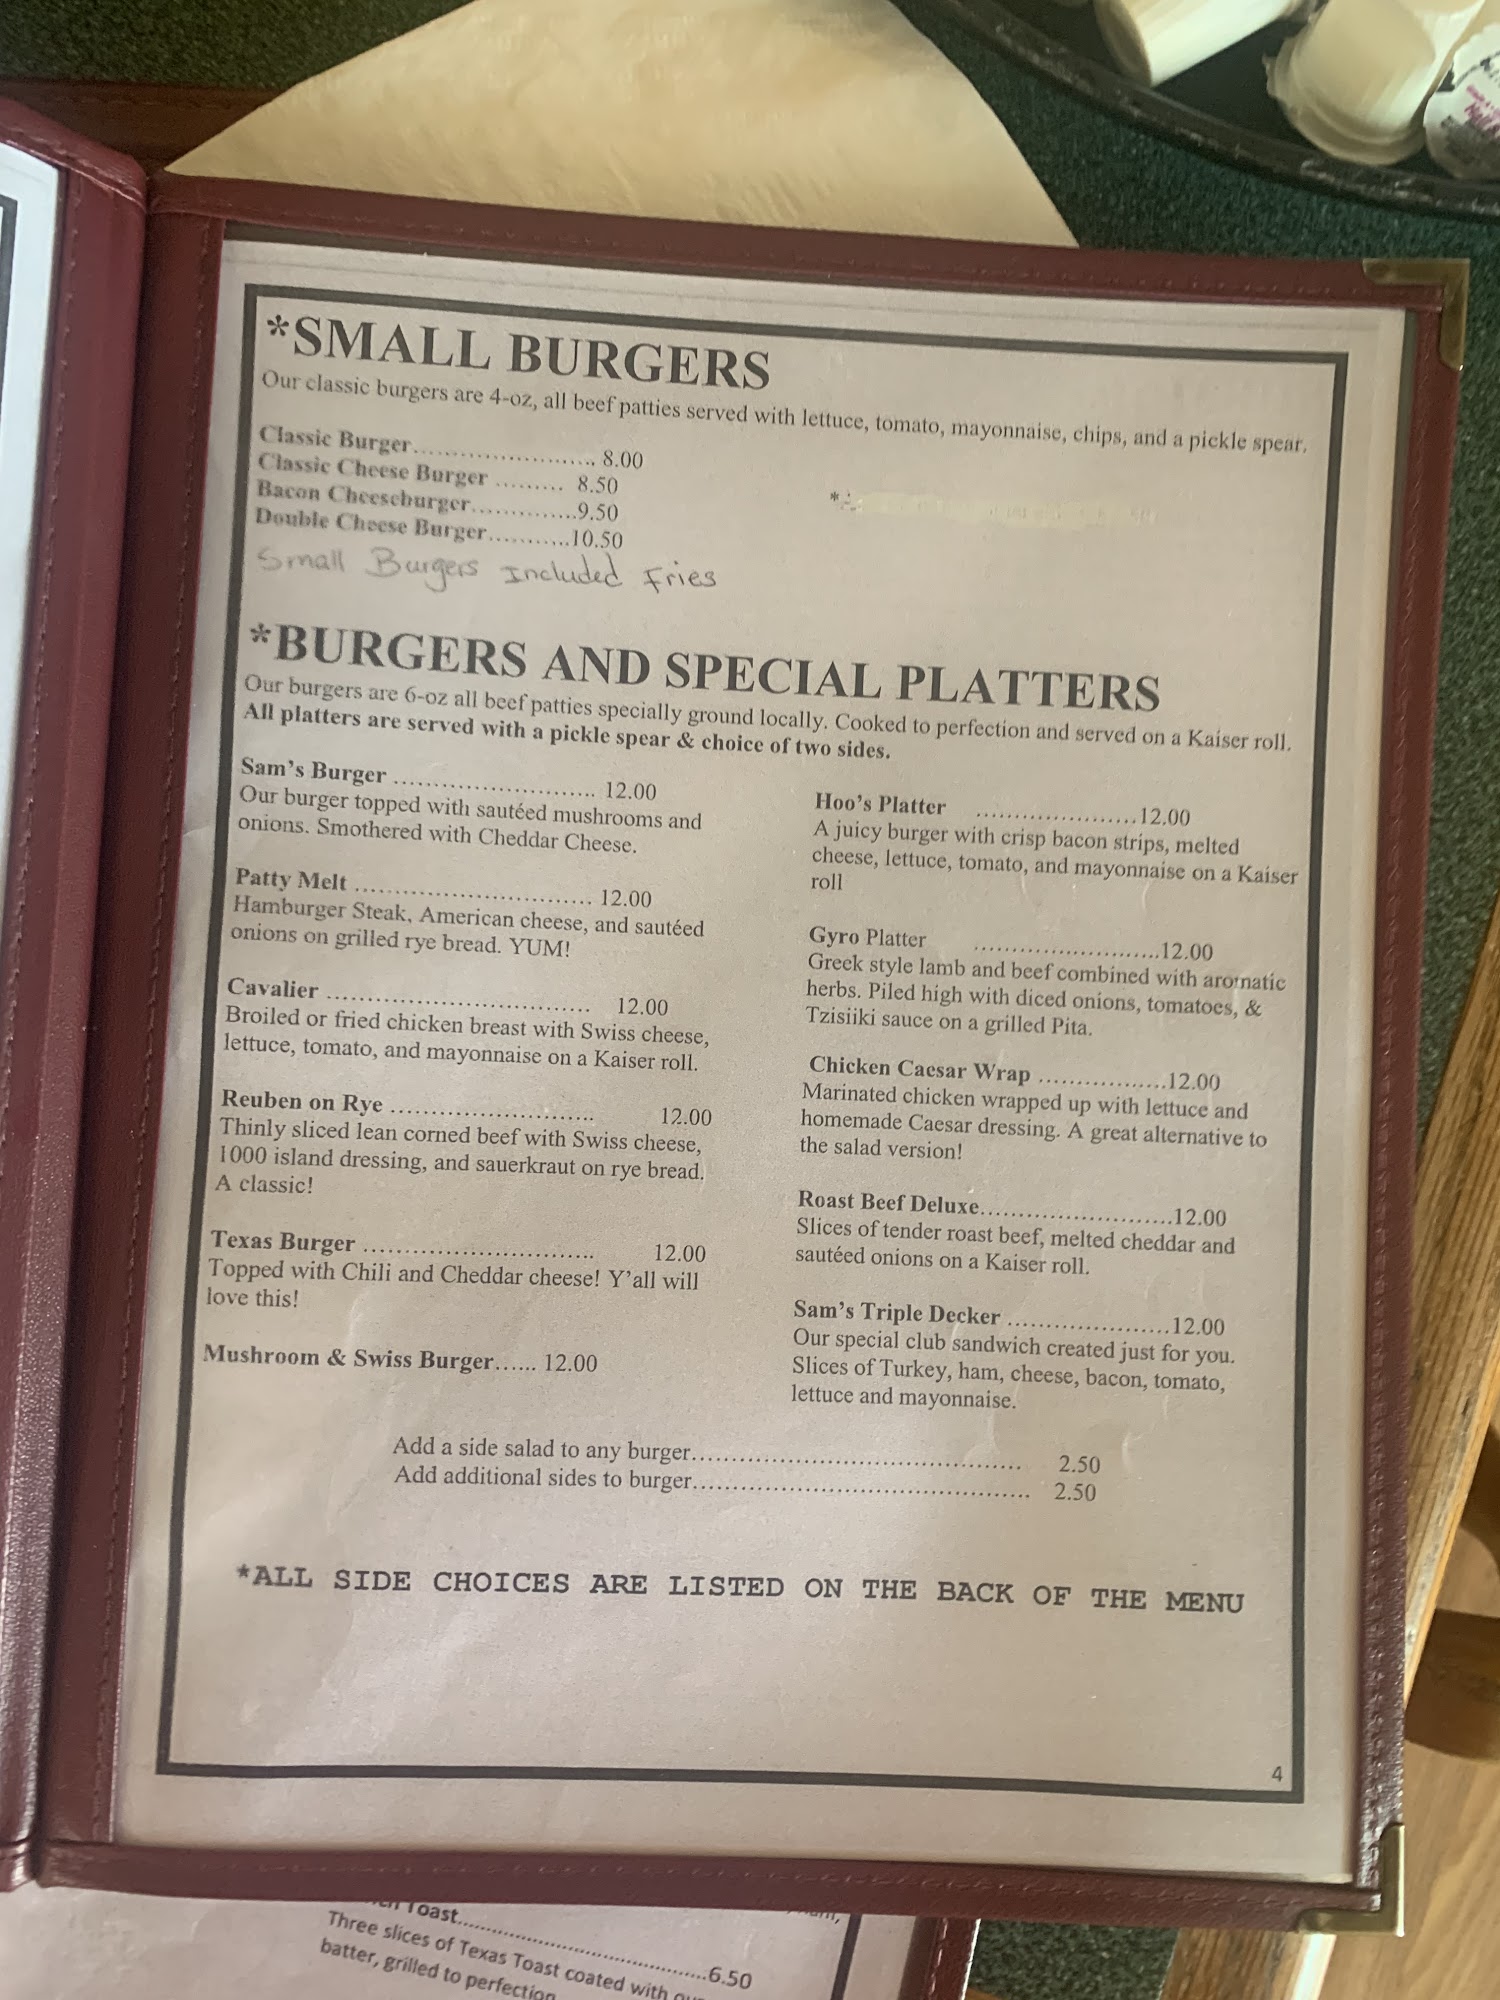 *SMALL BURGERS
Our classic burgers are 4-oz, all beef patties served with lettuce, tomato, mayonnaise, chips, and a pickle spear.
Classic Burger........................... 8.00
Classic Cheese Burger ......... 8.50
Bacon Cheeseburger..............9.50
Double Cheese Burger...........10.50
Small Burgers Included Fries
*BURGERS AND SPECIAL PLATTERS
Our burgers are 6-oz all beef patties specially ground locally. Cooked to perfection and served on a Kaiser roll.
All platters are served with a pickle spear & choice of two sides.
Sam's Burger ............................. 12.00
Our burger topped with sautéed mushrooms and
onions. Smothered with Cheddar Cheese.
Patty Melt .................................. 12.00
Hamburger Steak, American cheese, and sautéed
onions on grilled rye bread. YUM!
Cavalier ..................................... 12.00
Broiled or fried chicken breast with Swiss cheese,
lettuce, tomato, and mayonnaise on a Kaiser roll.
Reuben on Rye ............................. 12.00
Thinly sliced lean corned beef with Swiss cheese,
1000 island dressing, and sauerkraut on rye bread.
A classic!
Texas Burger ................................. 12.00
Topped with Chili and Cheddar cheese! Y'all will
love this!
Mushroom & Swiss Burger...... 12.00
Hoo's Platter .......................12.00
A juicy burger with crisp bacon strips, melted
cheese, lettuce, tomato, and mayonnaise on a Kaiser
roll
Gyro Platter ..........................12.00
Greek style lamb and beef combined with aromatic
herbs. Piled high with diced onions, tomatoes, &
Tzisiiki sauce on a grilled Pita.
Chicken Caesar Wrap ..................12.00
Marinated chicken wrapped up with lettuce and
homemade Caesar dressing. A great alternative to
the salad version!
Roast Beef Deluxe...........................12.00
Slices of tender roast beef, melted cheddar and
sautéed onions on a Kaiser roll.
Sam's Triple Decker .......................12.00
Our special club sandwich created just for you.
Slices of Turkey, ham, cheese, bacon, tomato,
lettuce and mayonnaise.
Add a side salad to any burger............................................... 2.50
Add additional sides to burger................................................ 2.50
*ALL SIDE CHOICES ARE LISTED ON THE BACK OF THE MENU
4
Toast....................................6.50
Three slices of Texas Toast coated with
batter, grilled to perfection